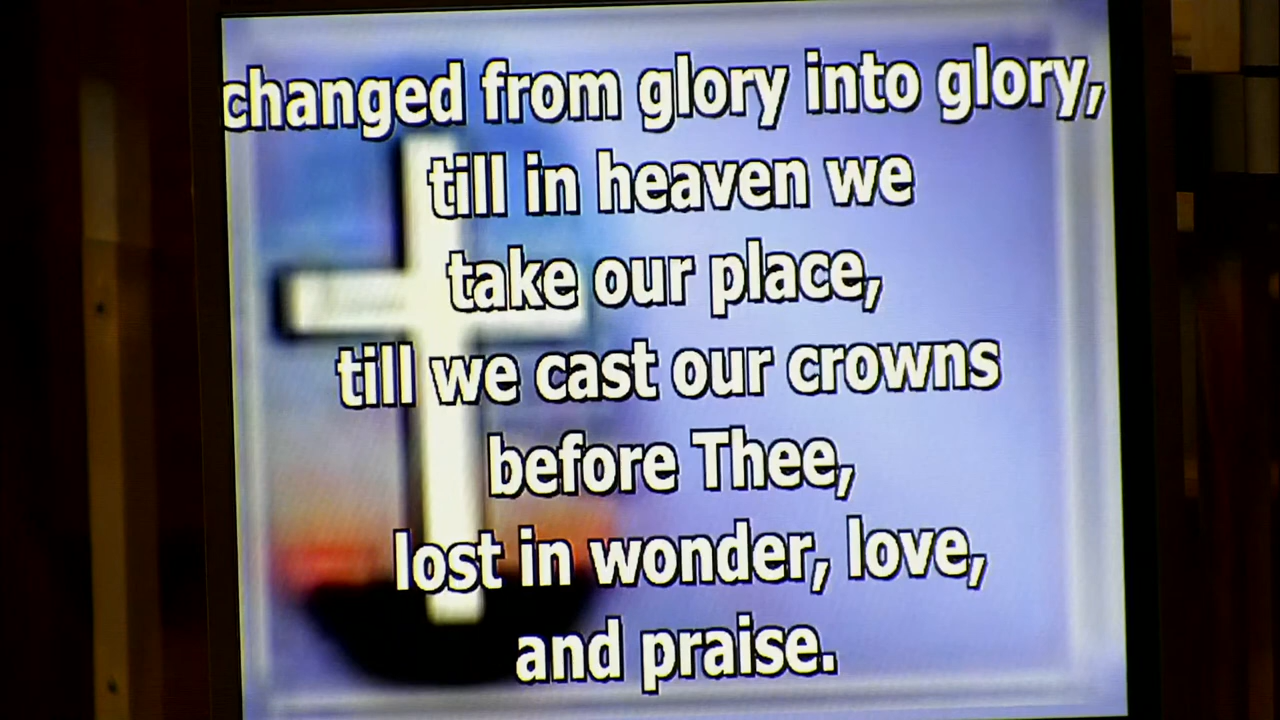 changed from glory into glory,
till in heaven we
take our place,
till we cast our crowns
before Thee,
lost in wonder, love,
and praise.